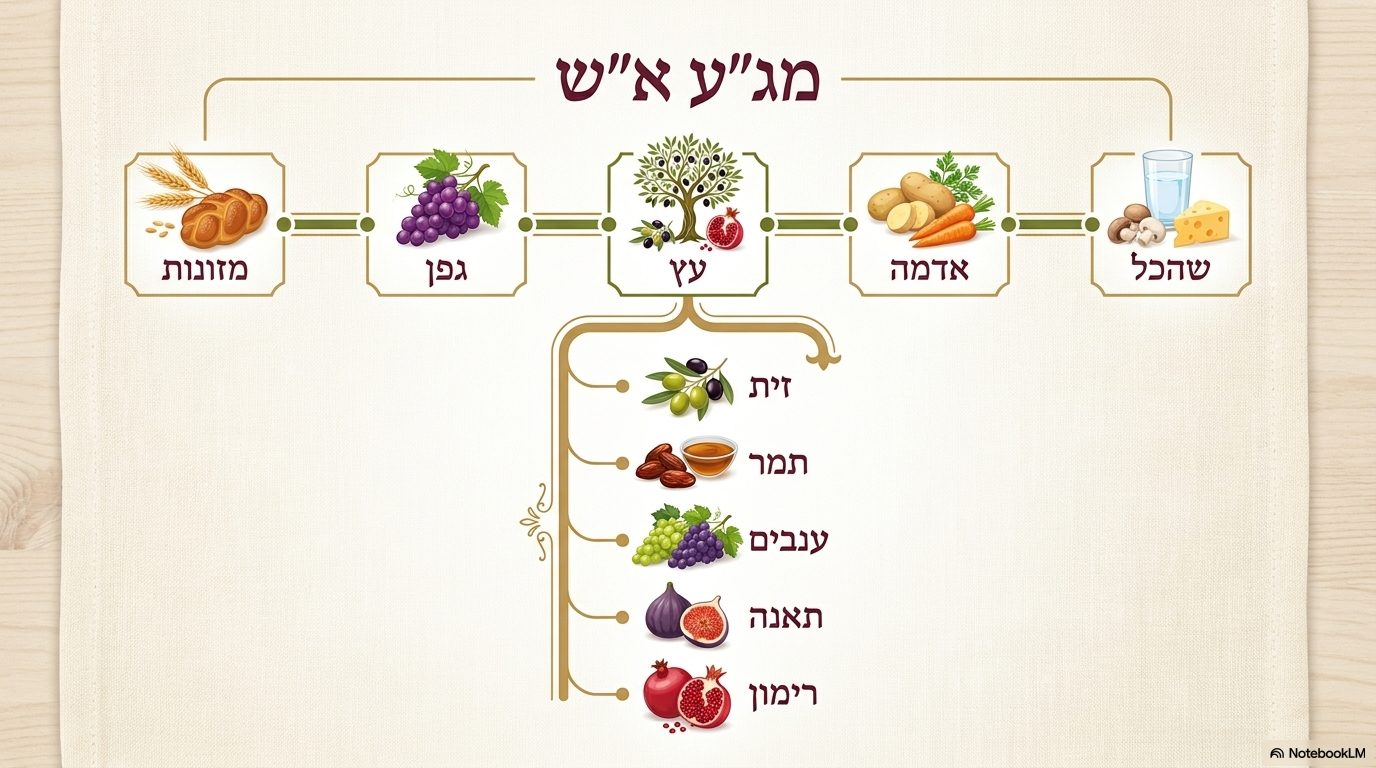 מג"ע א"ש
מזונות
גפן
עץ
אדמה
שהכל
זית
תמר
ענבים
תאנה
רימון
NotebookLM